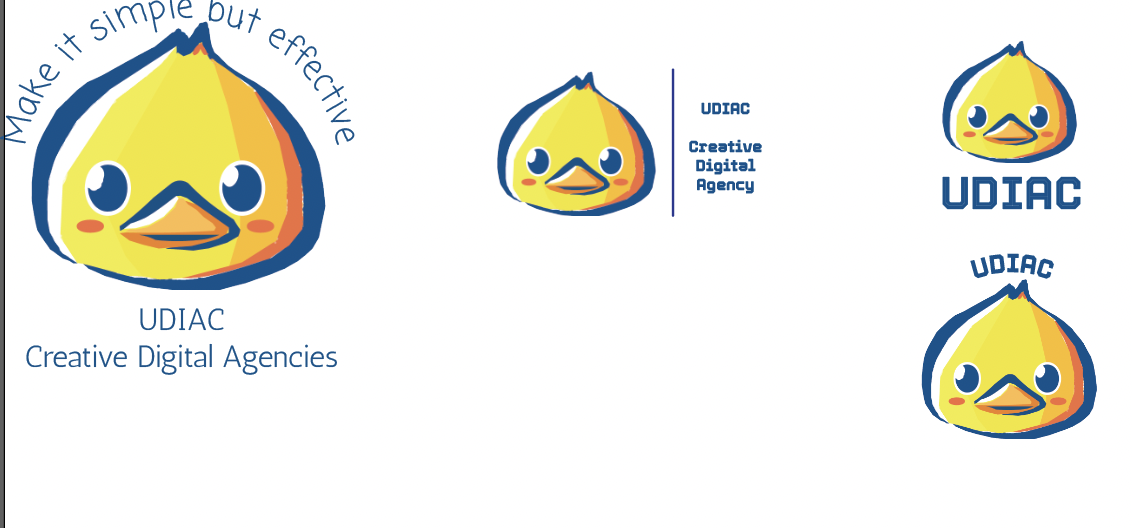 Make it simple but effective
UDIAC
Creative Digital Agencies
UDIAC
Creative
Digital
Agency
UDIAC
UDIAC